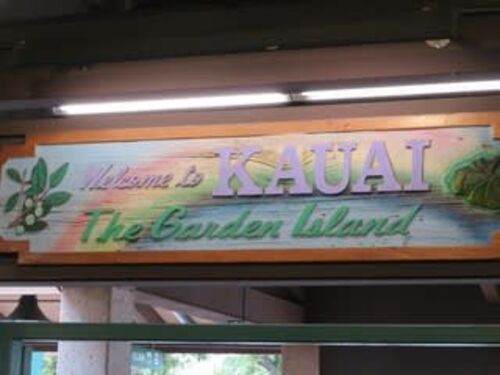 Welcome to KAUAI
The Garden Island